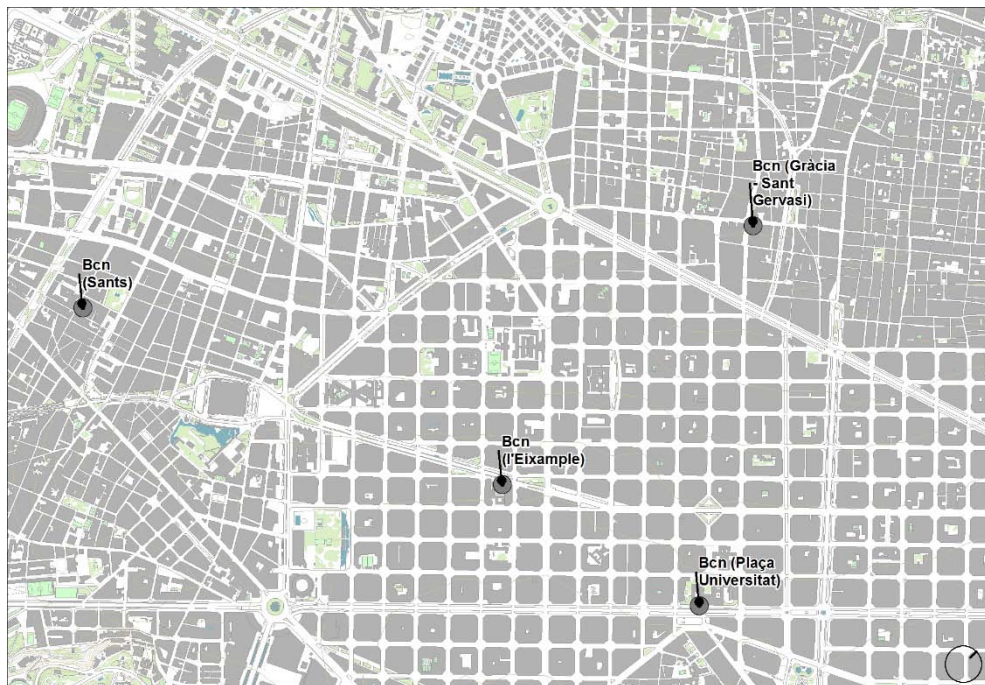 Bcn (Gràcia
- Sant
Gervasi)
Bcn
(Sants)
Bcn
(l'Eixample)
Bcn (Plaça
Universitat)